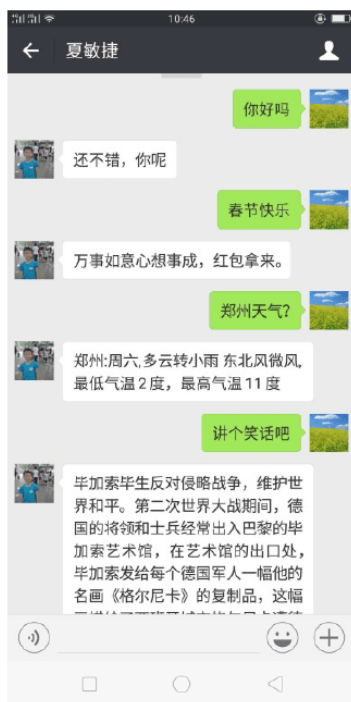 10:46
夏敏捷
你好吗
还不错，你呢
春节快乐
万事如意心想事成，红包拿来。
郑州天气?
郑州:周六,多云转小雨 东北风微风,
最低气温2度，最高气温11度
讲个笑话吧
毕加索毕生反对侵略战争，维护世
界和平。第二次世界大战期间，德
国的将领和士兵经常出入巴黎的毕
加索艺术馆，在艺术馆的出口处，
毕加索发给每个德国军人一幅他的
名画《格尔尼卡》的复制品，这幅